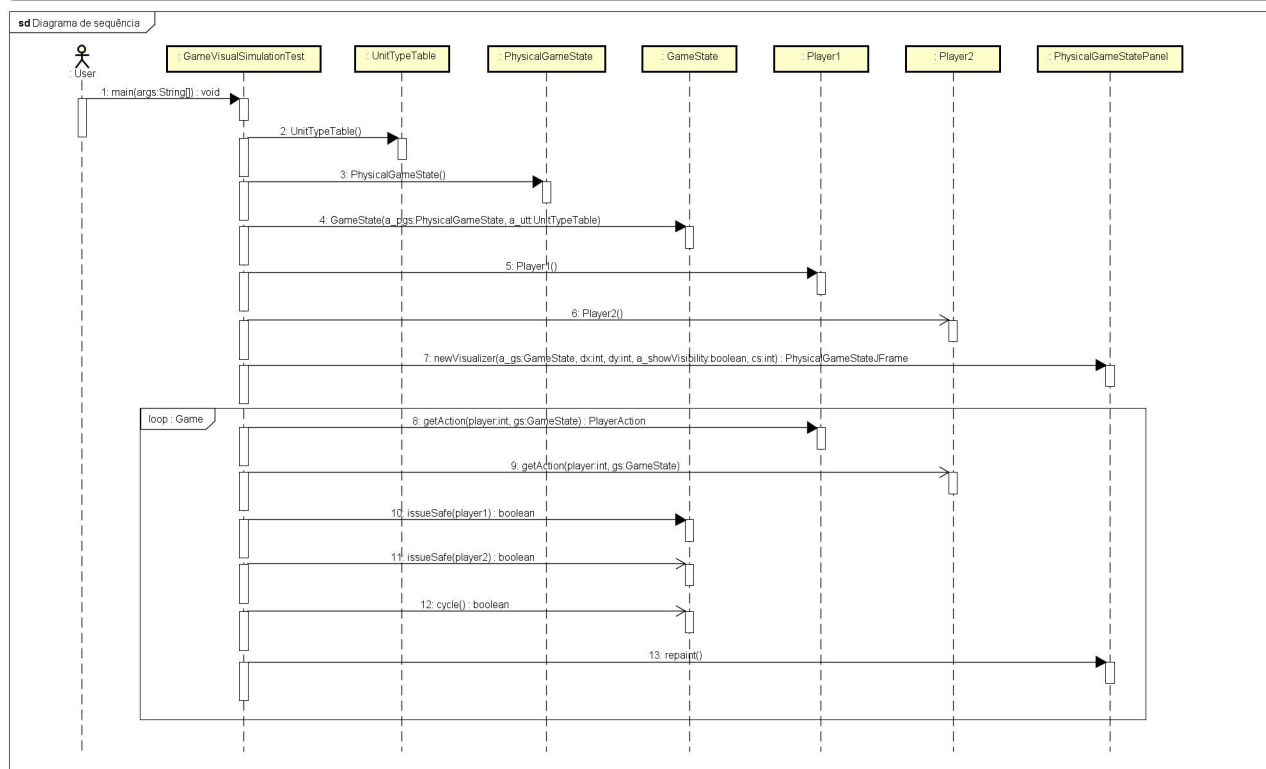 sd Diagrama de sequência
: User
: GameVisualSimulationTest
: UnitTypeTable
: PhysicalGameState
: GameState
: Player1
: Player2
: PhysicalGameStatePanel
1: main(args:String[]) : void
2: UnitTypeTable()
3: PhysicalGameState()
4: GameState(a_pgs:PhysicalGameState, a_utt:UnitTypeTable)
5: Player1()
6: Player2()
7: newVisualizer(a_gs:GameState, dx:int, dy:int, a_showVisibility:boolean, cs:int) : PhysicalGameStateJFrame
loop : Game
8: getAction(player:int, gs:GameState) : PlayerAction
9: getAction(player:int, gs:GameState)
10: issueSafe(player1) : boolean
11: issueSafe(player2) : boolean
12: cycle() : boolean
13: repaint()